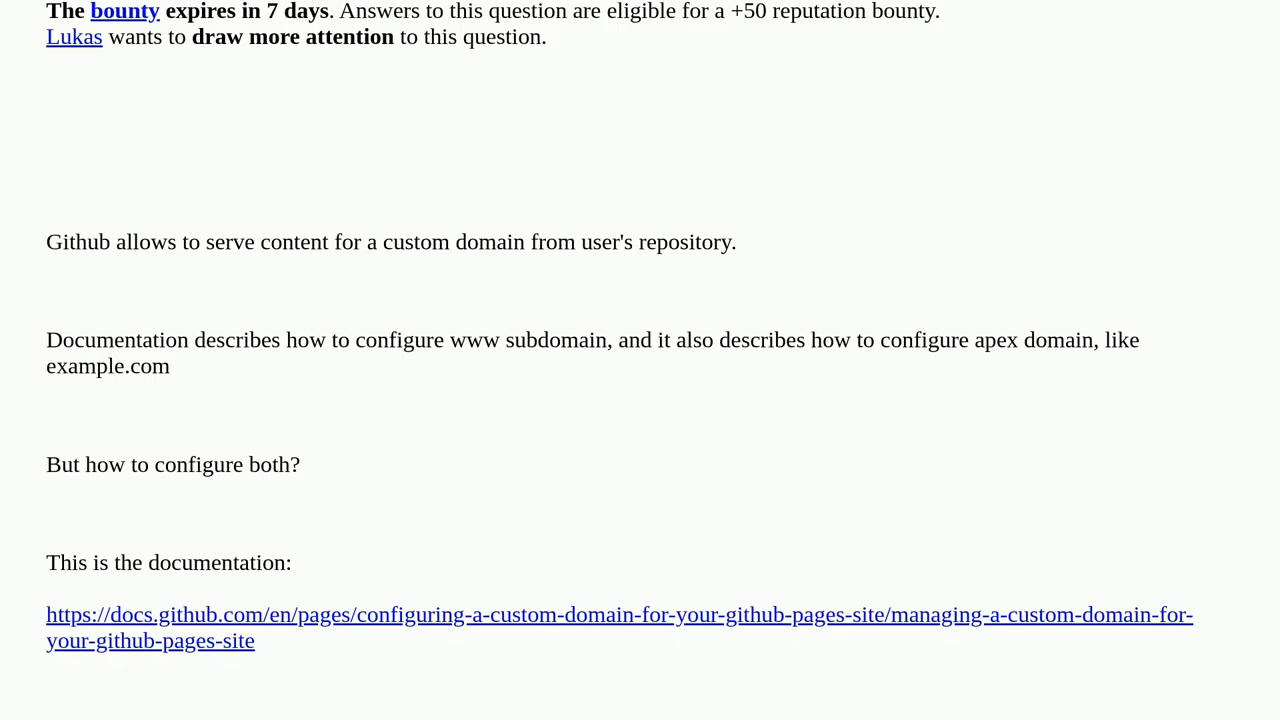 The bounty expires in 7 days. Answers to this question are eligible for a +50 reputation bounty.
Lukas wants to draw more attention to this question.
Github allows to serve content for a custom domain from user's repository.
Documentation describes how to configure www subdomain, and it also describes how to configure apex domain, like
example.com
But how to configure both?
This is the documentation:
https://docs.github.com/en/pages/configuring-a-custom-domain-for-your-github-pages-site/managing-a-custom-domain-for-
your-github-pages-site